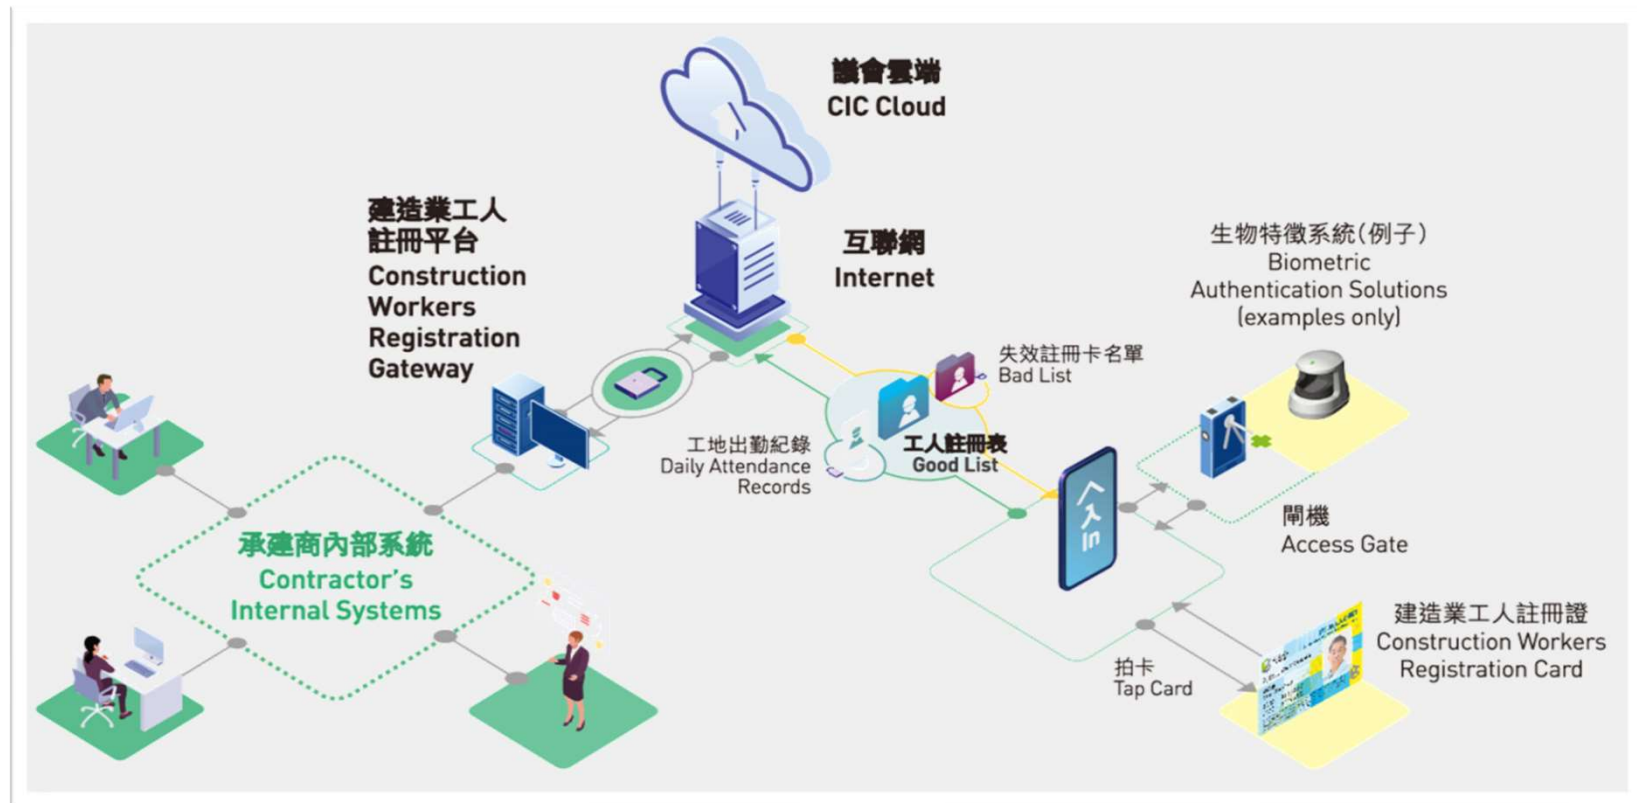 議會雲端
CIC Cloud
建造業工人
註冊平台
Construction
Workers
Registration
Gateway
互聯網
Internet
生物特徵系統(例子)
Biometric
Authentication Solutions
(examples only)
失效註冊卡名單
Bad List
工地出勤紀錄
Daily Attendance
Records
工人註冊表
Good List
入
In
閘機
Access Gate
承建商內部系統
Contractor's
Internal Systems
建造業工人註冊證
Construction Workers
Registration Card
拍卡
Tap Card